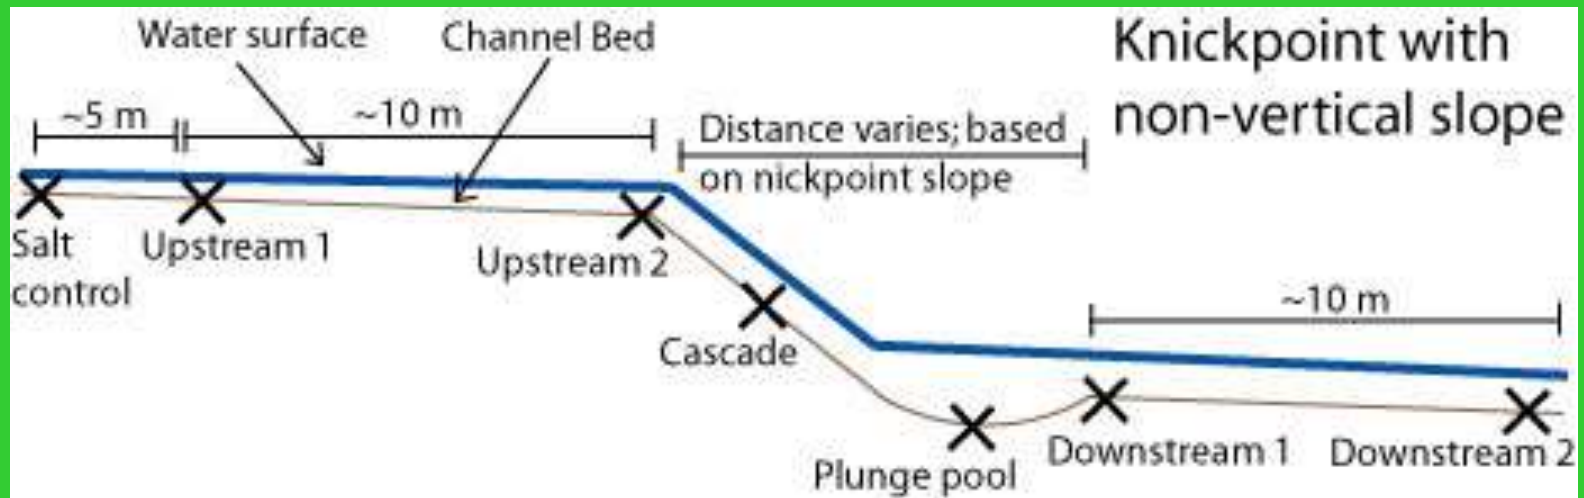 Water surface
Channel Bed
Knickpoint with
non-vertical slope
~5 m
~10 m
Distance varies; based
on nickpoint slope
Salt
control
Upstream 1
Upstream 2
Cascade
~10 m
Plunge pool
Downstream 1
Downstream 2